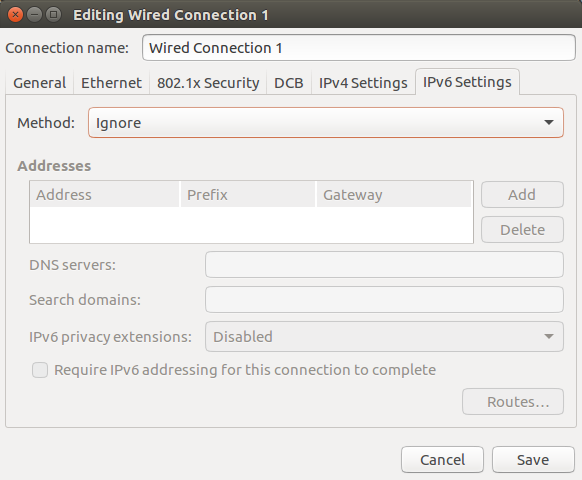 Editing Wired Connection 1
Connection name: Wired Connection 1
General Ethernet 802.1x Security DCB IPv4 Settings IPv6 Settings
Method: Ignore
Addresses
Address Prefix Gateway Add
Delete
DNS servers:
Search domains:
IPv6 privacy extensions: Disabled
Require IPv6 addressing for this connection to complete
Routes...
Cancel Save